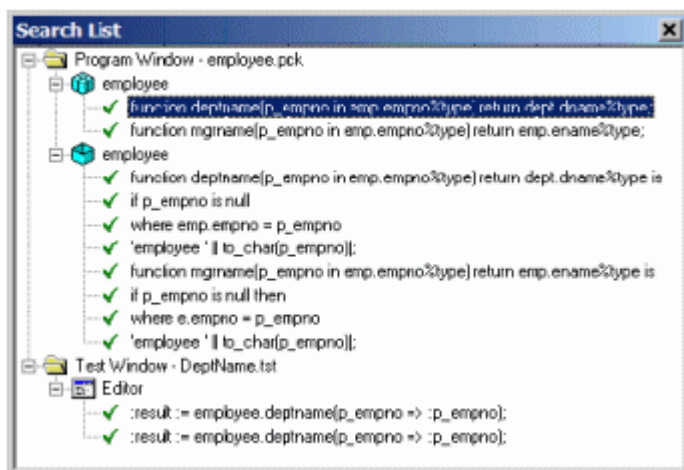 Search List
Program Window - employee.pck
employee
function deptname(p_empno in emp.empno%type) return dept.dname%type;
function mgrname(p_empno in emp.empno%type) return emp.ename%type;
employee
function deptname(p_empno in emp.empno%type) return dept.dname%type is
if p_empno is null
where emp.empno = p_empno
'employee ' || to_char(p_empno));
function mgrname(p_empno in emp.empno%type) return emp.ename%type is
if p_empno is null then
where e.empno = p_empno
'employee ' || to_char(p_empno));
Test Window - DeptName.tst
Editor
:result := employee.deptname(p_empno => :p_empno);
:result := employee.deptname(p_empno => :p_empno);